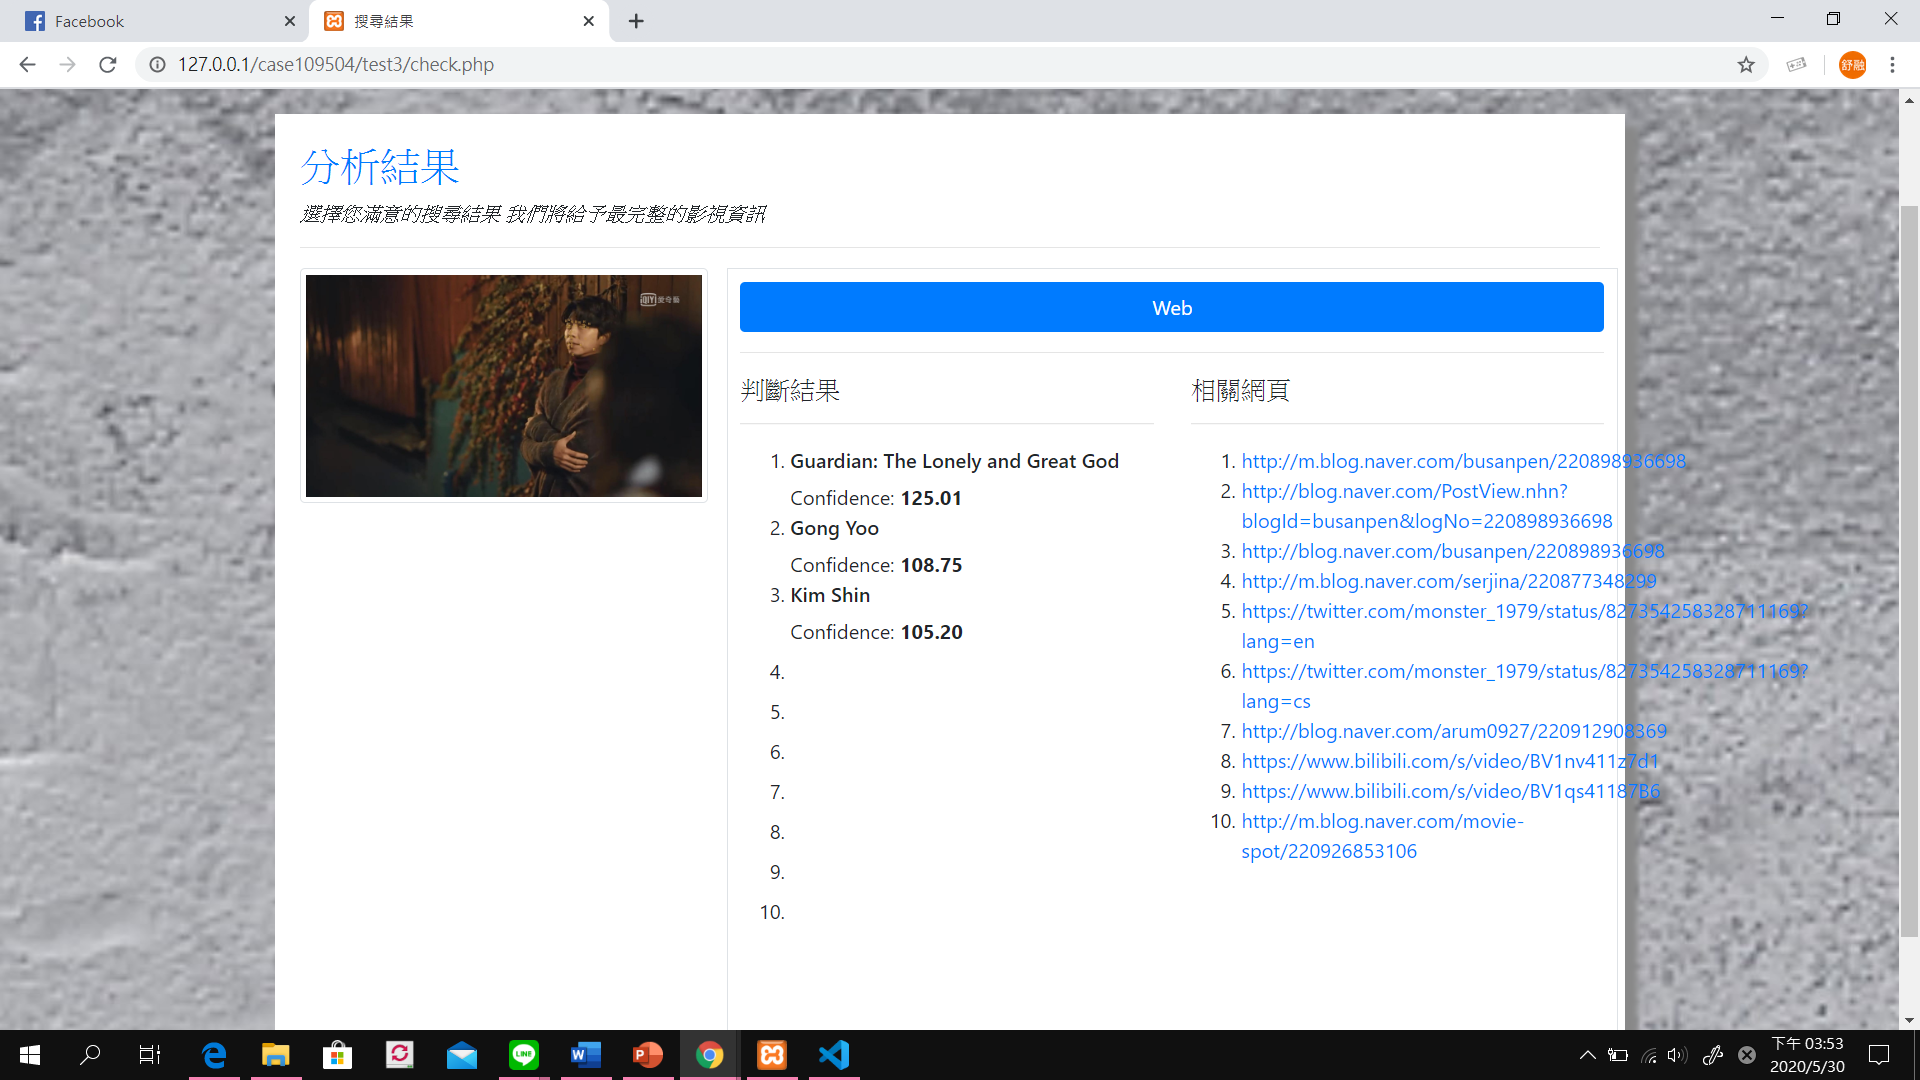 Facebook
搜尋結果
127.0.0.1/case109504/test3/check.php
舒融
分析結果
選擇您滿意的搜尋結果 我們將給予最完整的影視資訊
QIY 愛奇藝
Web
判斷結果
1. Guardian: The Lonely and Great God
Confidence: 125.01
2. Gong Yoo
Confidence: 108.75
3. Kim Shin
Confidence: 105.20
4.
5.
6.
7.
8.
9.
10.
相關網頁
1. http://m.blog.naver.com/busanpen/220898936698
2. http://blog.naver.com/PostView.nhn?
blogId=busanpen&logNo=220898936698
3. http://blog.naver.com/busanpen/220898936698
4. http://m.blog.naver.com/serjina/220877348299
5. https://twitter.com/monster_1979/status/827354258328711169?
lang=en
6. https://twitter.com/monster_1979/status/827354258328711169?
lang=cs
7. http://blog.naver.com/arum0927/220912908369
8. https://www.bilibili.com/s/video/BV1nv411z7d1
9. https://www.bilibili.com/s/video/BV1qs41187B6
10. http://m.blog.naver.com/movie-
spot/220926853106
LINE
下午 03:53
2020/5/30